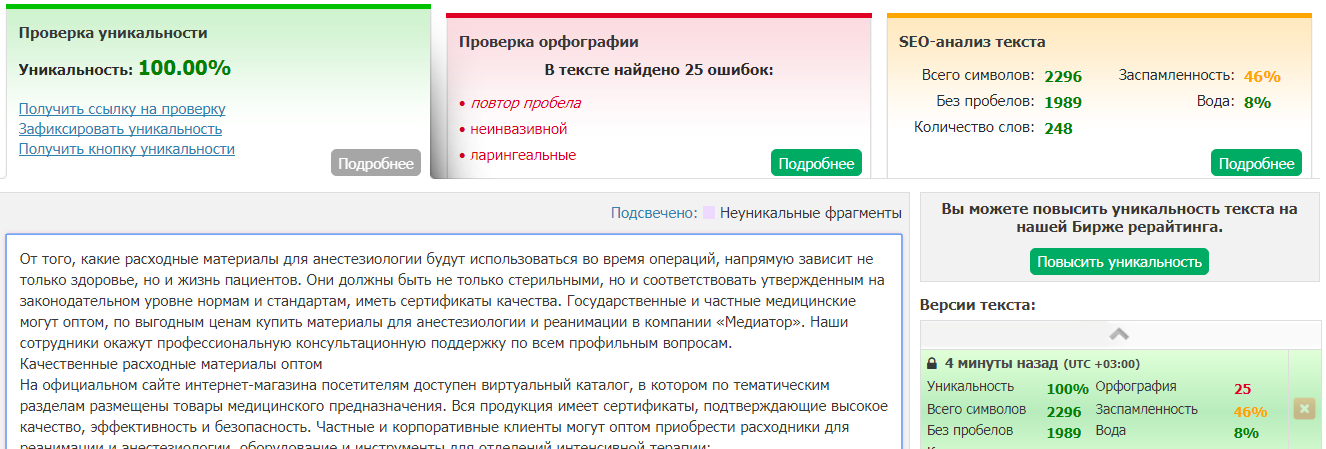 Проверка уникальности
Уникальность: 100.00%
Получить ссылку на проверку
Зафиксировать уникальность
Получить кнопку уникальности
Подробнее
Проверка орфографии
В тексте найдено 25 ошибок:
• повтор пробела
• неинвазивной
• ларингеальные
Подробнее
SEO-анализ текста
Всего символов: 2296 Заспамленность: 46%
Без пробелов: 1989 Вода: 8%
Количество слов: 248
Подробнее
Подсвечено: Неуникальные фрагменты
От того, какие расходные материалы для анестезиологии будут использоваться во время операций, напрямую зависит не
только здоровье, но и жизнь пациентов. Они должны быть не только стерильными, но и соответствовать утвержденным на
законодательном уровне нормам и стандартам, иметь сертификаты качества. Государственные и частные медицинские
могут оптом, по выгодным ценам купить материалы для анестезиологии и реанимации в компании «Медиатор». Наши
сотрудники окажут профессиональную консультационную поддержку по всем профильным вопросам.
Качественные расходные материалы оптом
На официальном сайте интернет-магазина посетителям доступен виртуальный каталог, в котором по тематическим
разделам размещены товары медицинского предназначения. Вся продукция имеет сертификаты, подтверждающие высокое
качество, эффективность и безопасность. Частные и корпоративные клиенты могут оптом приобрести расходники для
реанимации и анестезиологии, оборудование и инструменты для отделений интенсивной терапии:
Вы можете повысить уникальность текста на
нашей Бирже рерайтинга.
Повысить уникальность
Версии текста:
4 минуты назад (UTC +03:00)
Уникальность 100% Орфография 25
Всего символов 2296 Заспамленность 46%
Без пробелов 1989 Вода 8%